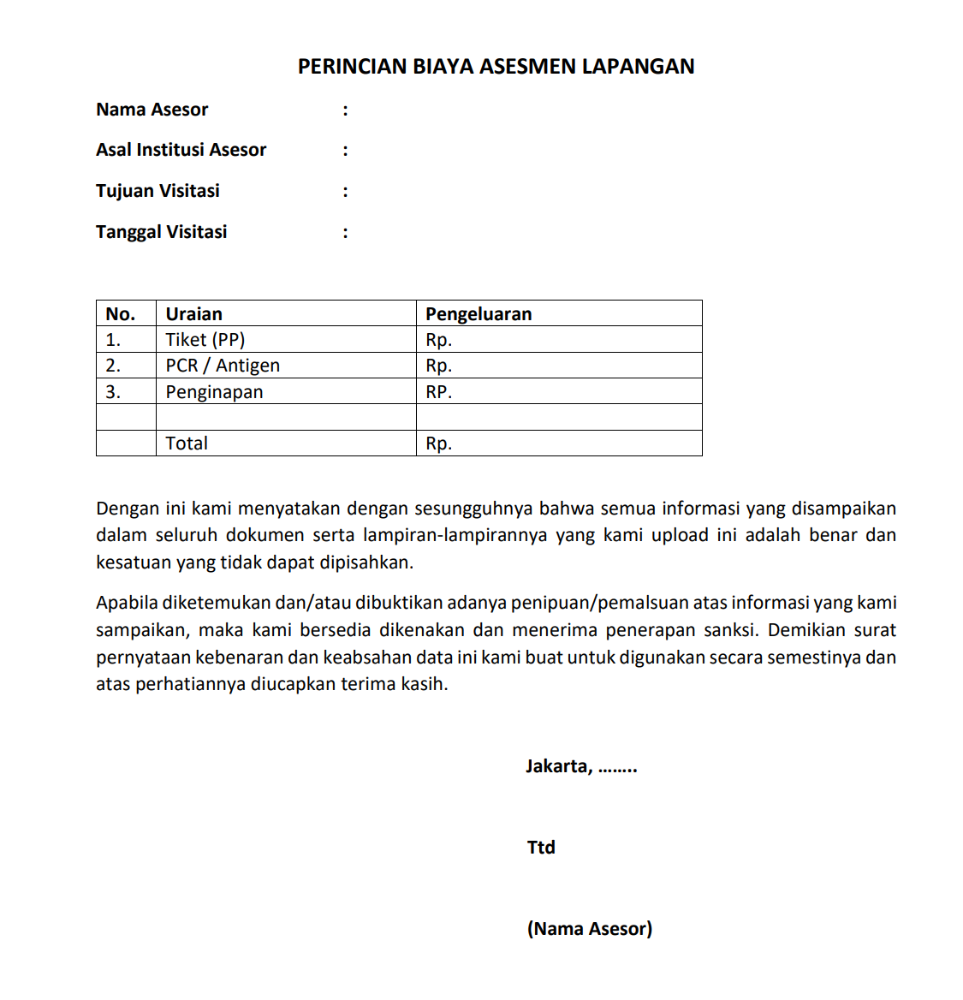 PERINCIAN BIAYA ASESMEN LAPANGAN
Nama Asesor :
Asal Institusi Asesor :
Tujuan Visitasi :
Tanggal Visitasi :
No. Uraian Pengeluaran
1. Tiket (PP) Rp.
2. PCR / Antigen Rp.
3. Penginapan RP.
Total Rp.
Dengan ini kami menyatakan dengan sesungguhnya bahwa semua informasi yang disampaikan
dalam seluruh dokumen serta lampiran-lampirannya yang kami upload ini adalah benar dan
kesatuan yang tidak dapat dipisahkan.
Apabila diketemukan dan/atau dibuktikan adanya penipuan/pemalsuan atas informasi yang kami
sampaikan, maka kami bersedia dikenakan dan menerima penerapan sanksi. Demikian surat
pernyataan kebenaran dan keabsahan data ini kami buat untuk digunakan secara semestinya dan
atas perhatiannya diucapkan terima kasih.
Jakarta, ........
Ttd
(Nama Asesor)